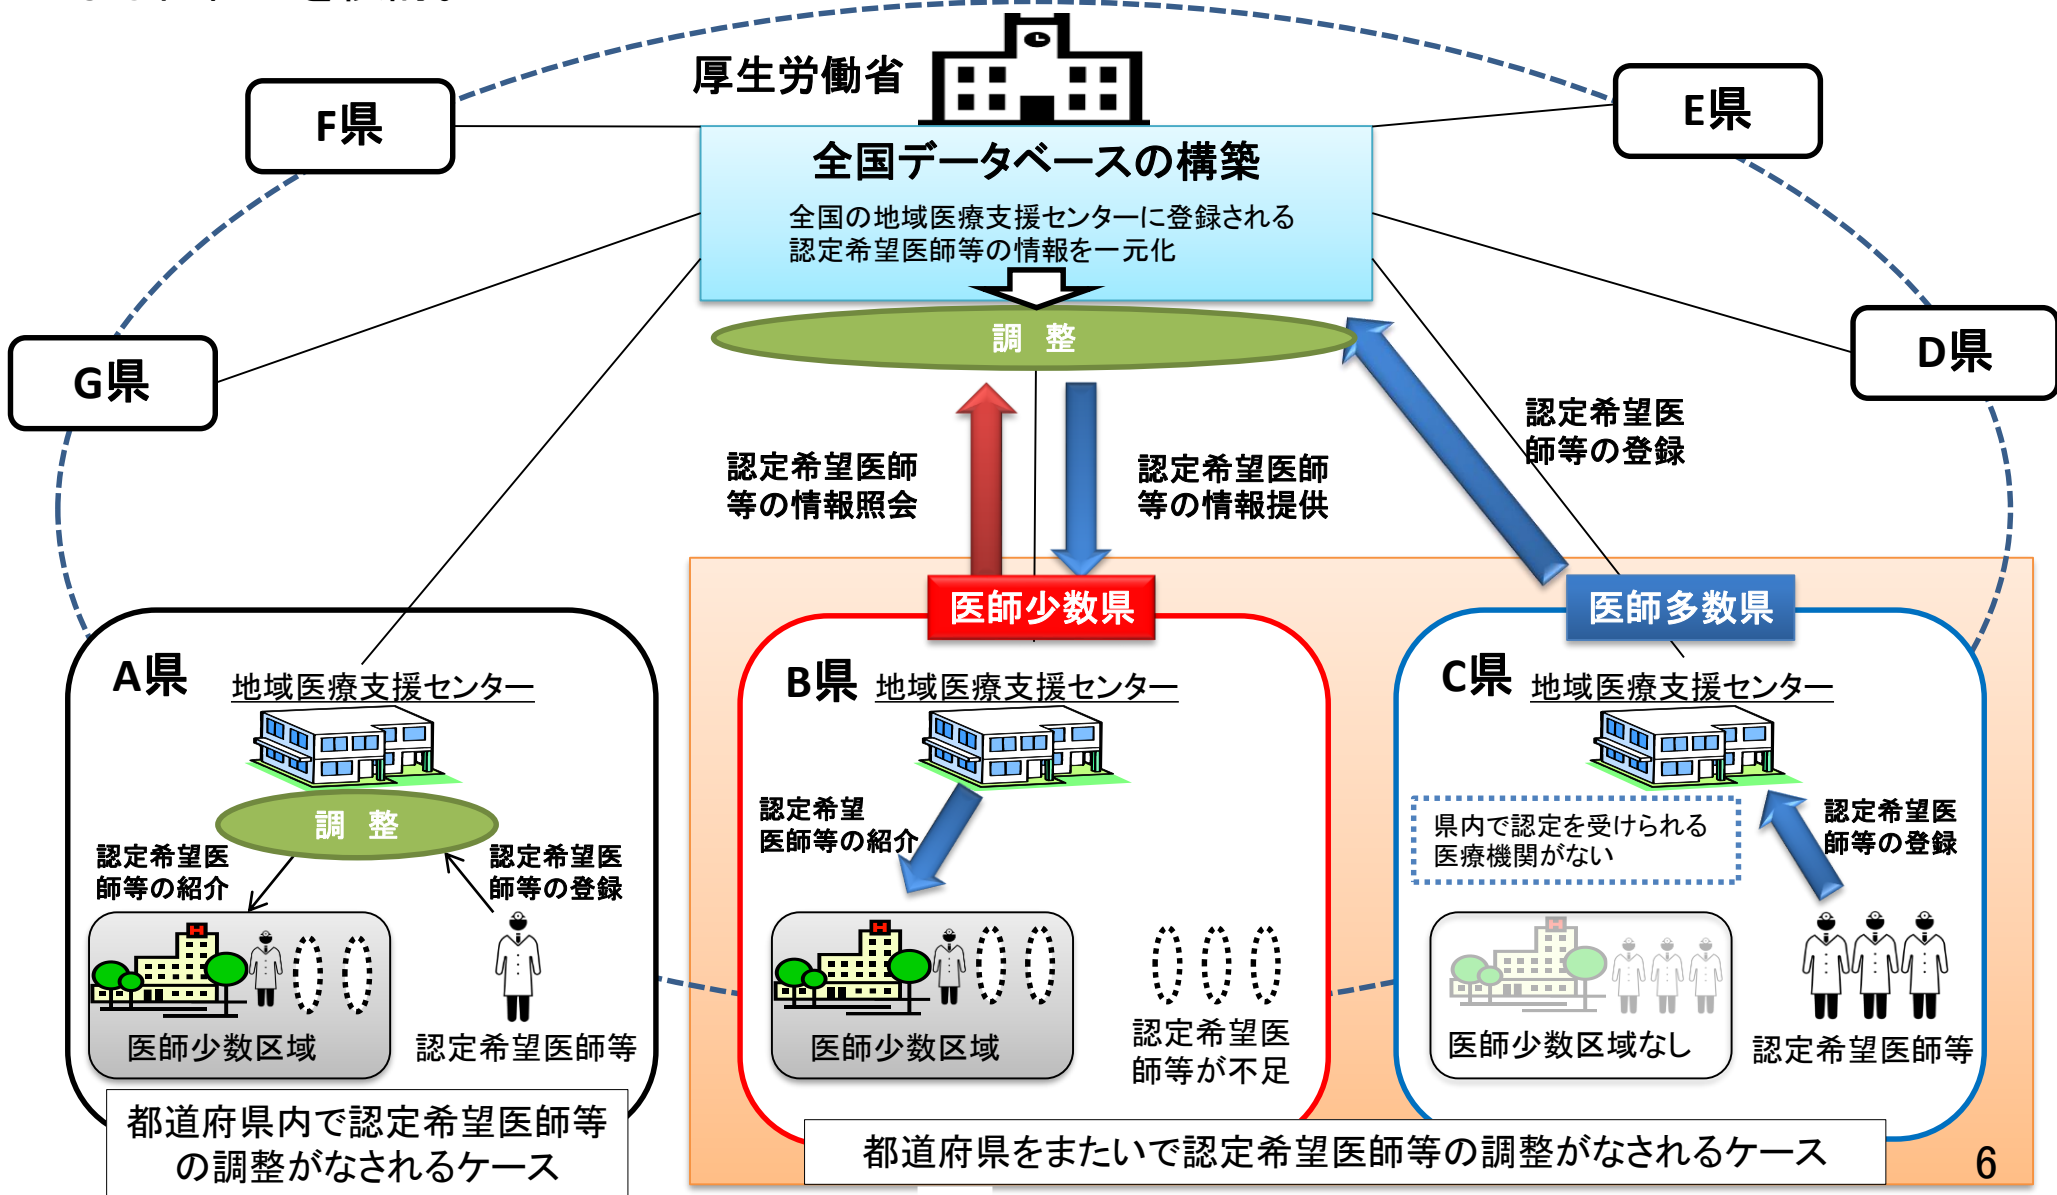 厚生労働省
F県
E県
全国データベースの構築
全国の地域医療支援センターに登録される
認定希望医師等の情報を一元化
調 整
G県
D県
認定希望医師
等の情報照会
認定希望医師
等の情報提供
認定希望医
師等の登録
医師少数県
医師多数県
A県
地域医療支援センター
調 整
認定希望医
師等の紹介
認定希望医
師等の登録
医師少数区域
認定希望医師等
都道府県内で認定希望医師等
の調整がなされるケース
B県
地域医療支援センター
認定希望
医師等の紹介
医師少数区域
認定希望医
師等が不足
C県
地域医療支援センター
県内で認定を受けられる
医療機関がない
認定希望医
師等の登録
医師少数区域なし
認定希望医師等
都道府県をまたいで認定希望医師等の調整がなされるケース
6